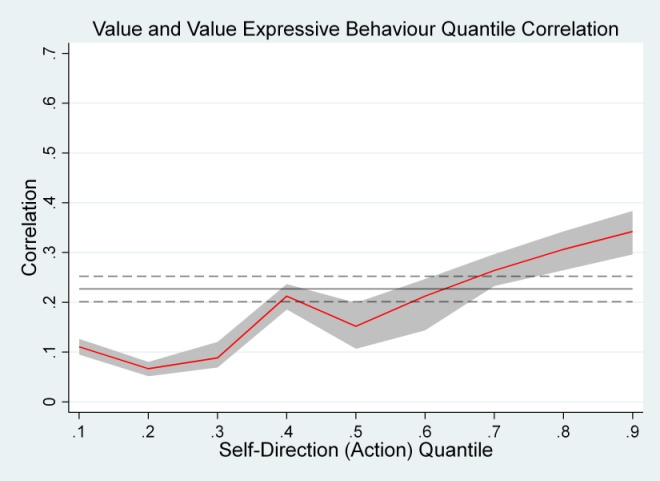 Value and Value Expressive Behaviour Quantile Correlation
.7
.6
.5
.4
.3
.2
.1
0
Correlation
.1 .2 .3 .4 .5 .6 .7 .8 .9
Self-Direction (Action) Quantile